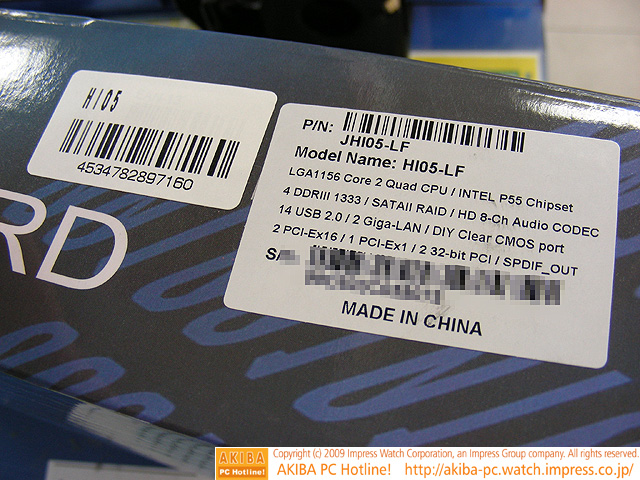 HI05
4534782897160
P/N:
JHI05-LF
Model Name: HI05-LF
LGA1156 Core 2 Quad CPU / INTEL P55 Chipset
4 DDRIII 1333 / SATAII RAID / HD 8-Ch Audio CODEC
14 USB 2.0 / 2 Giga-LAN / DIY Clear CMOS port
2 PCI-Ex16 / 1 PCI-Ex1 / 2 32-bit PCI / SPDIF_OUT
MADE IN CHINA
RD
AKIBA
PC Hotline!
Copyright (c) 2009 Impress Watch Corporation, an Impress Group company. All rights reserved.
AKIBA PC Hotline! http://akiba-pc.watch.impress.co.jp/